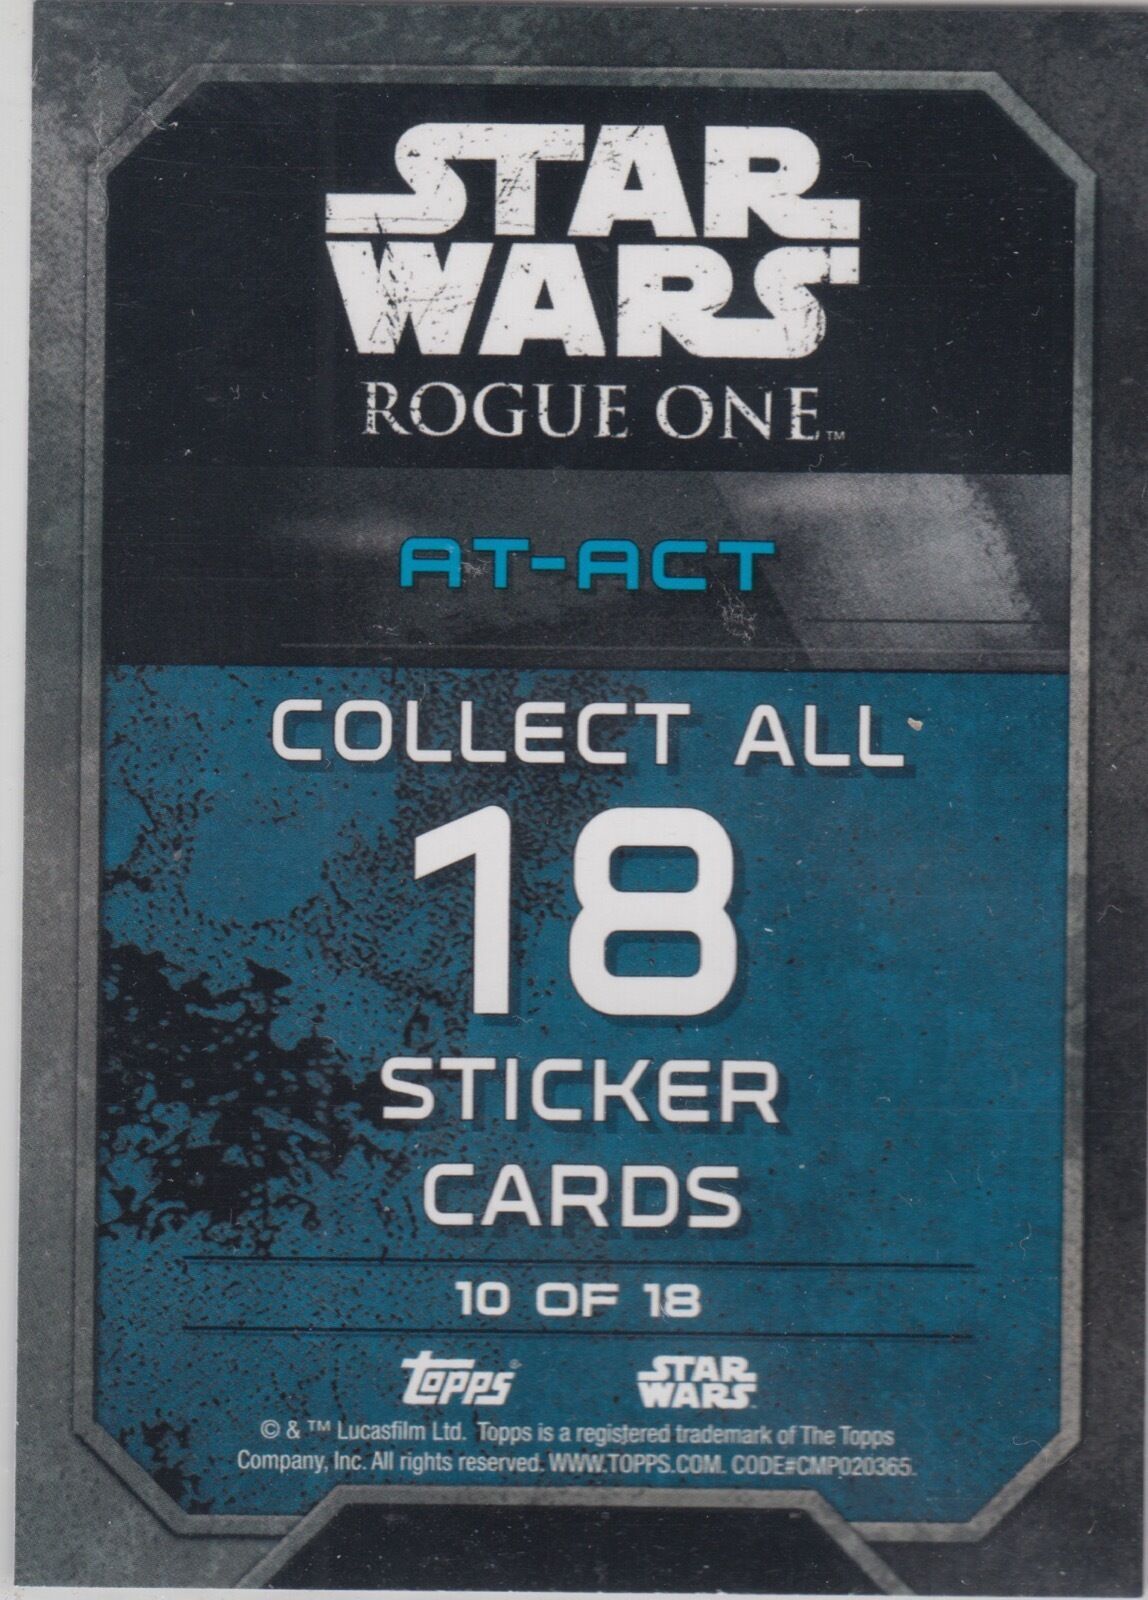 STAR
WARS
ROGUE ONE™
AT-ACT
COLLECT ALL
18
STICKER
CARDS
10 OF 18
topps® STAR WARS
© & ™ Lucasfilm Ltd. Topps is a registered trademark of The Topps
Company, Inc. All rights reserved. WWW.TOPPS.COM. CODE#CMP020365.